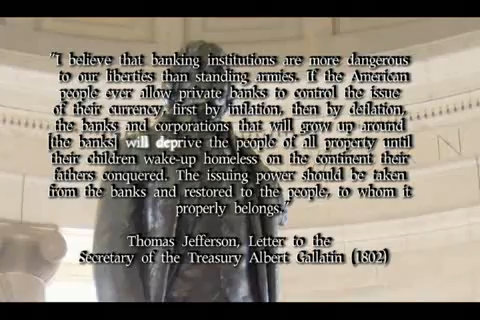 "I believe that banking institutions are more dangerous
to our liberties than standing armies. If the American
people ever allow private banks to control the issue
of their currency, first by inflation, then by deflation,
the banks and corporations that will grow up around
[the banks] will deprive the people of all property until
their children wake-up homeless on the continent their
fathers conquered. The issuing power should be taken
from the banks and restored to the people, to whom it
properly belongs."
Thomas Jefferson, Letter to the
Secretary of the Treasury Albert Gallatin (1802)
N